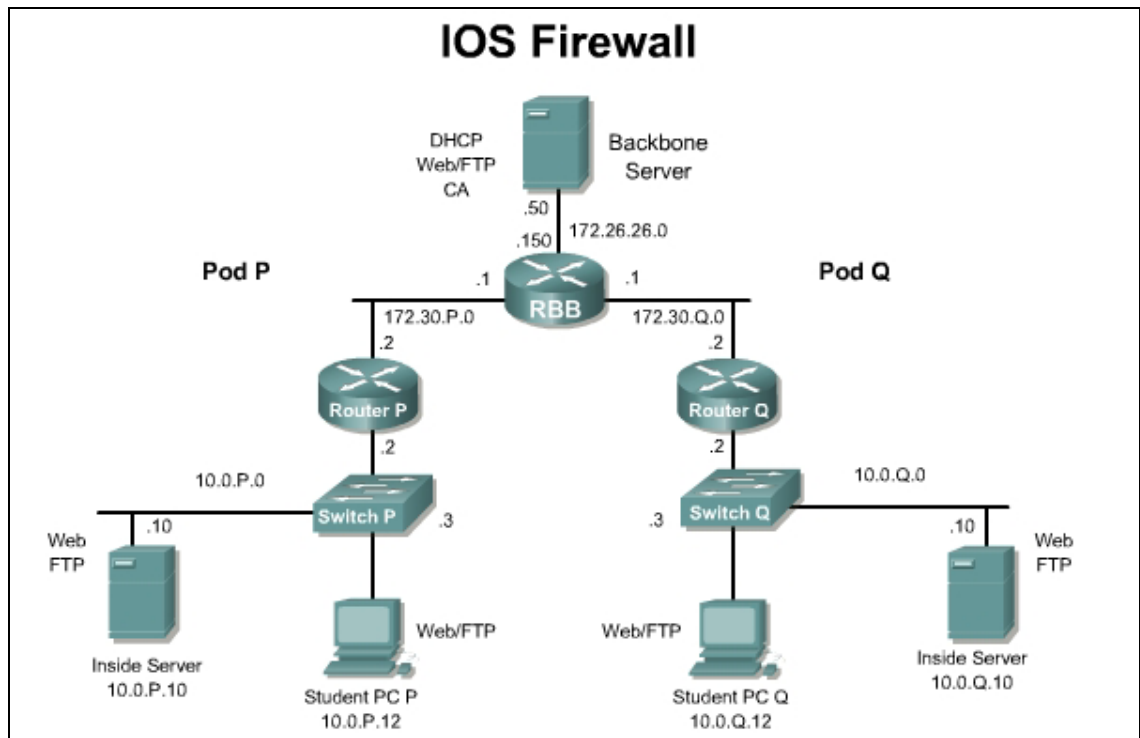 IOS Firewall
DHCP
Web/FTP
CA
Backbone
Server
.50
172.26.26.0
.150
Pod P
Pod Q
.1
.1
RBB
172.30.P.0
172.30.Q.0
.2
.2
Router P
Router Q
.2
.2
10.0.P.0
10.0.Q.0
Switch P
.3
.3
Switch Q
.10
.10
Web
FTP
Web
FTP
Web/FTP
Web/FTP
Inside Server
10.0.P.10
Student PC P
10.0.P.12
Student PC Q
10.0.Q.12
Inside Server
10.0.Q.10